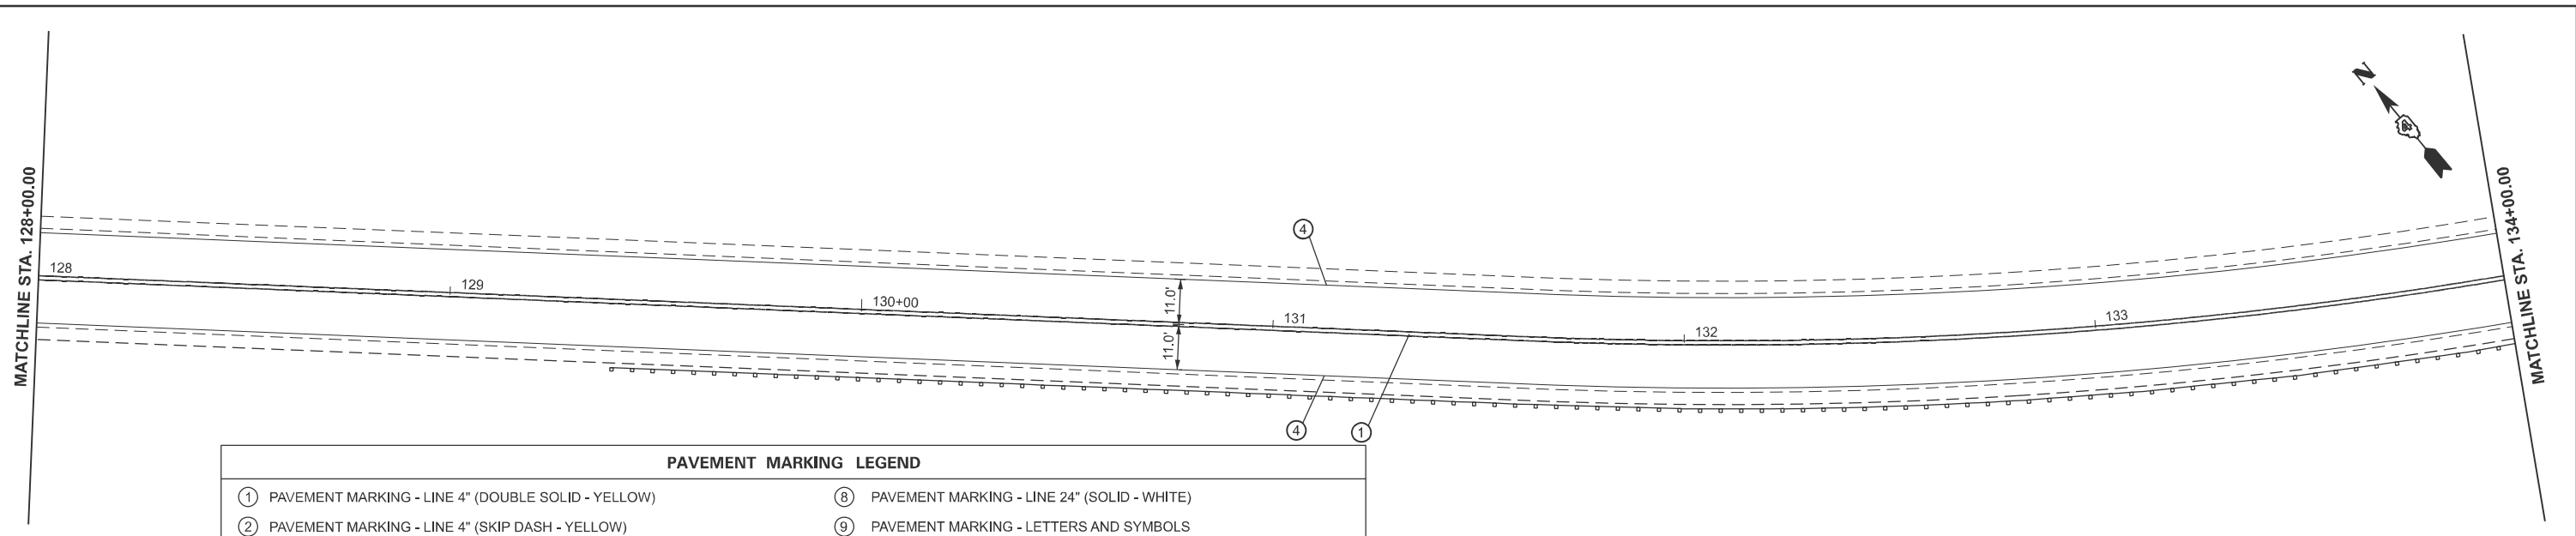 N
MATCHLINE STA. 128+00.00
MATCHLINE STA. 134+00.00
4
128
129
130+00
11.0'
131
132
133
11.0'
4
1
PAVEMENT MARKING LEGEND
1 PAVEMENT MARKING - LINE 4" (DOUBLE SOLID - YELLOW)
8 PAVEMENT MARKING - LINE 24" (SOLID - WHITE)
2 PAVEMENT MARKING - LINE 4" (SKIP DASH - YELLOW)
9 PAVEMENT MARKING - LETTERS AND SYMBOLS